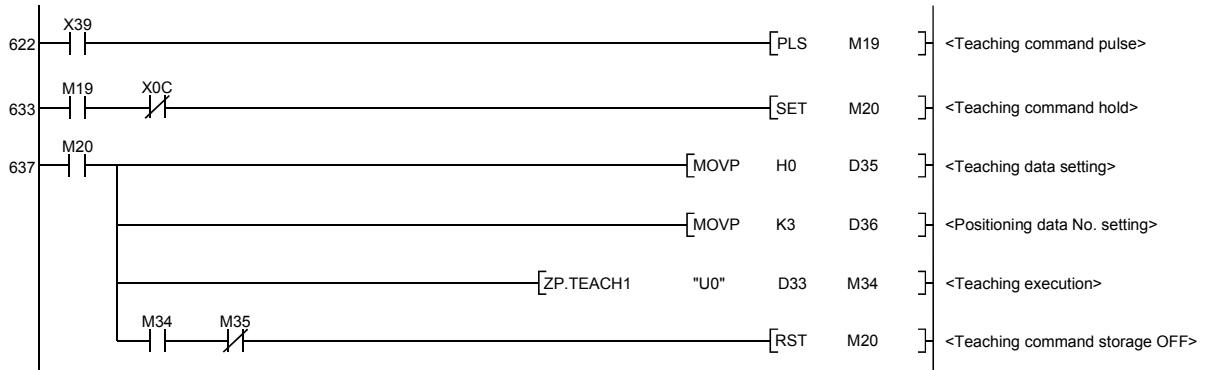 X39
622 PLS M19 <Teaching command pulse>
M19 X0C
633 SET M20 <Teaching command hold>
M20
637 MOVP H0 D35 <Teaching data setting>
MOVP K3 D36 <Positioning data No. setting>
ZP.TEACH1 "U0" D33 M34 <Teaching execution>
M34 M35
RST M20 <Teaching command storage OFF>